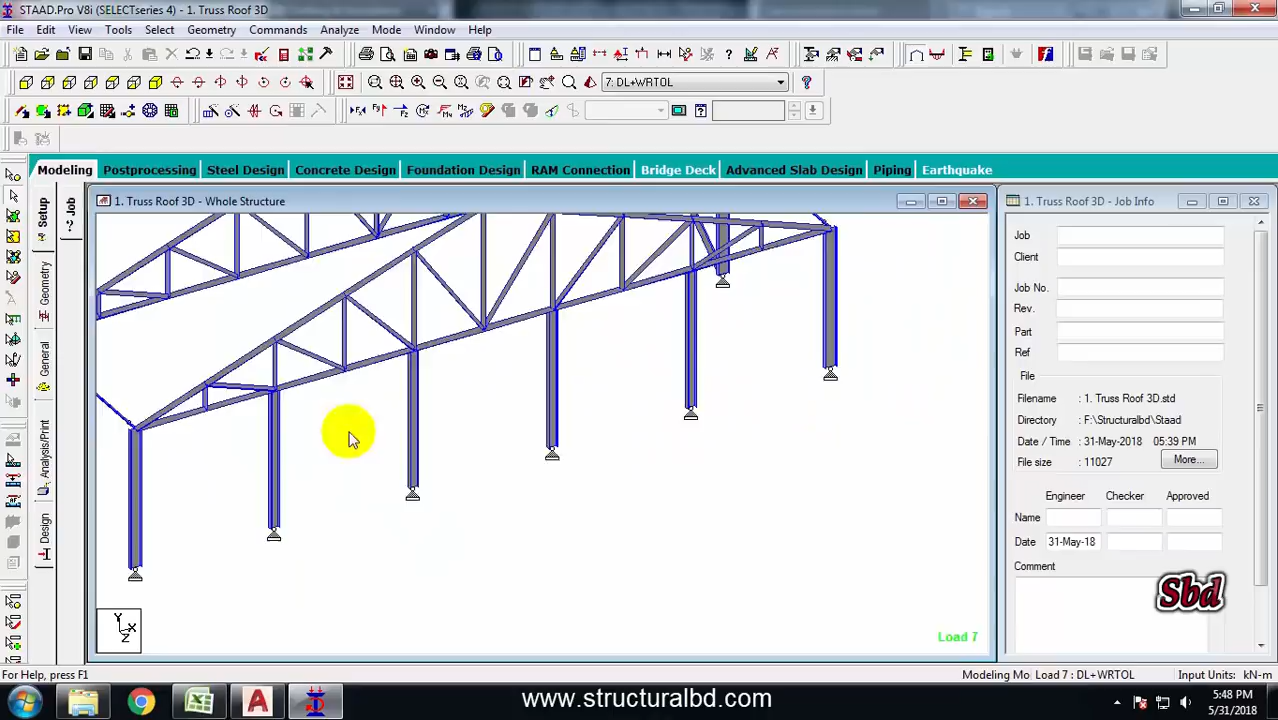 STAAD.Pro V8i (SELECTseries 4) - 1. Truss Roof 3D
File Edit View Tools Select Geometry Commands Analyze Mode Window Help
7: DL+WRTOL
Modeling Postprocessing Steel Design Concrete Design Foundation Design RAM Connection Bridge Deck Advanced Slab Design Piping Earthquake
Setup
Geometry
General
Analysis/Print
Design
Job
1. Truss Roof 3D - Whole Structure
Y
X
Z
Load 7
1. Truss Roof 3D - Job Info
Job
Client
Job No.
Rev.
Part
Ref
File
Filename : 1. Truss Roof 3D.std
Directory : F:\Structuralbd\Staad
Date / Time : 31-May-2018 05:39 PM
File size : 11027 More...
Engineer Checker Approved
Name
Date 31-May-18
Comment
Sbd
For Help, press F1
Modeling Mo Load 7 : DL+WRTOL Input Units: kN-m
www.structuralbd.com
5:48 PM
5/31/2018